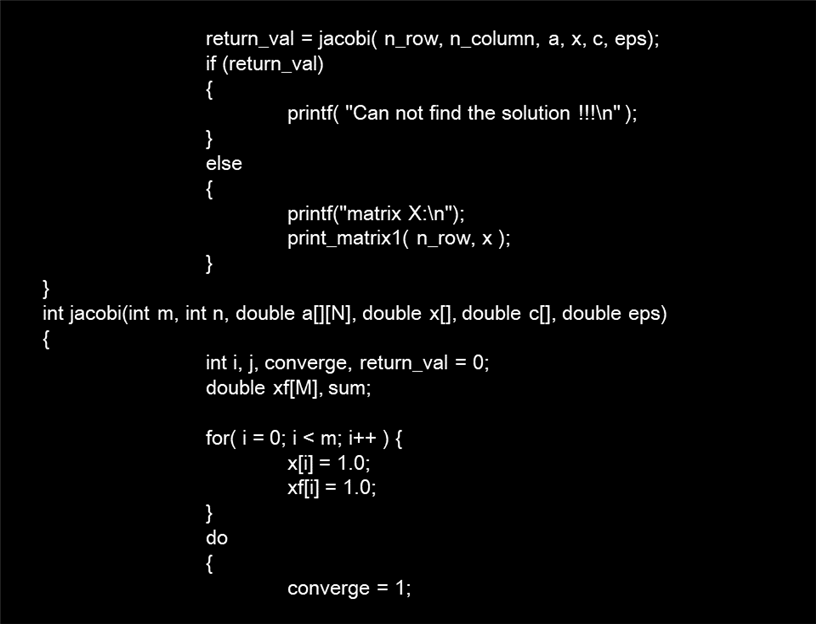 return_val = jacobi( n_row, n_column, a, x, c, eps);
if (return_val)
{
printf( "Can not find the solution !!!\n" );
}
else
{
printf("matrix X:\n");
print_matrix1( n_row, x );
}
}
int jacobi(int m, int n, double a[][N], double x[], double c[], double eps)
{
int i, j, converge, return_val = 0;
double xf[M], sum;
for( i = 0; i < m; i++ ) {
x[i] = 1.0;
xf[i] = 1.0;
}
do
{
converge = 1;